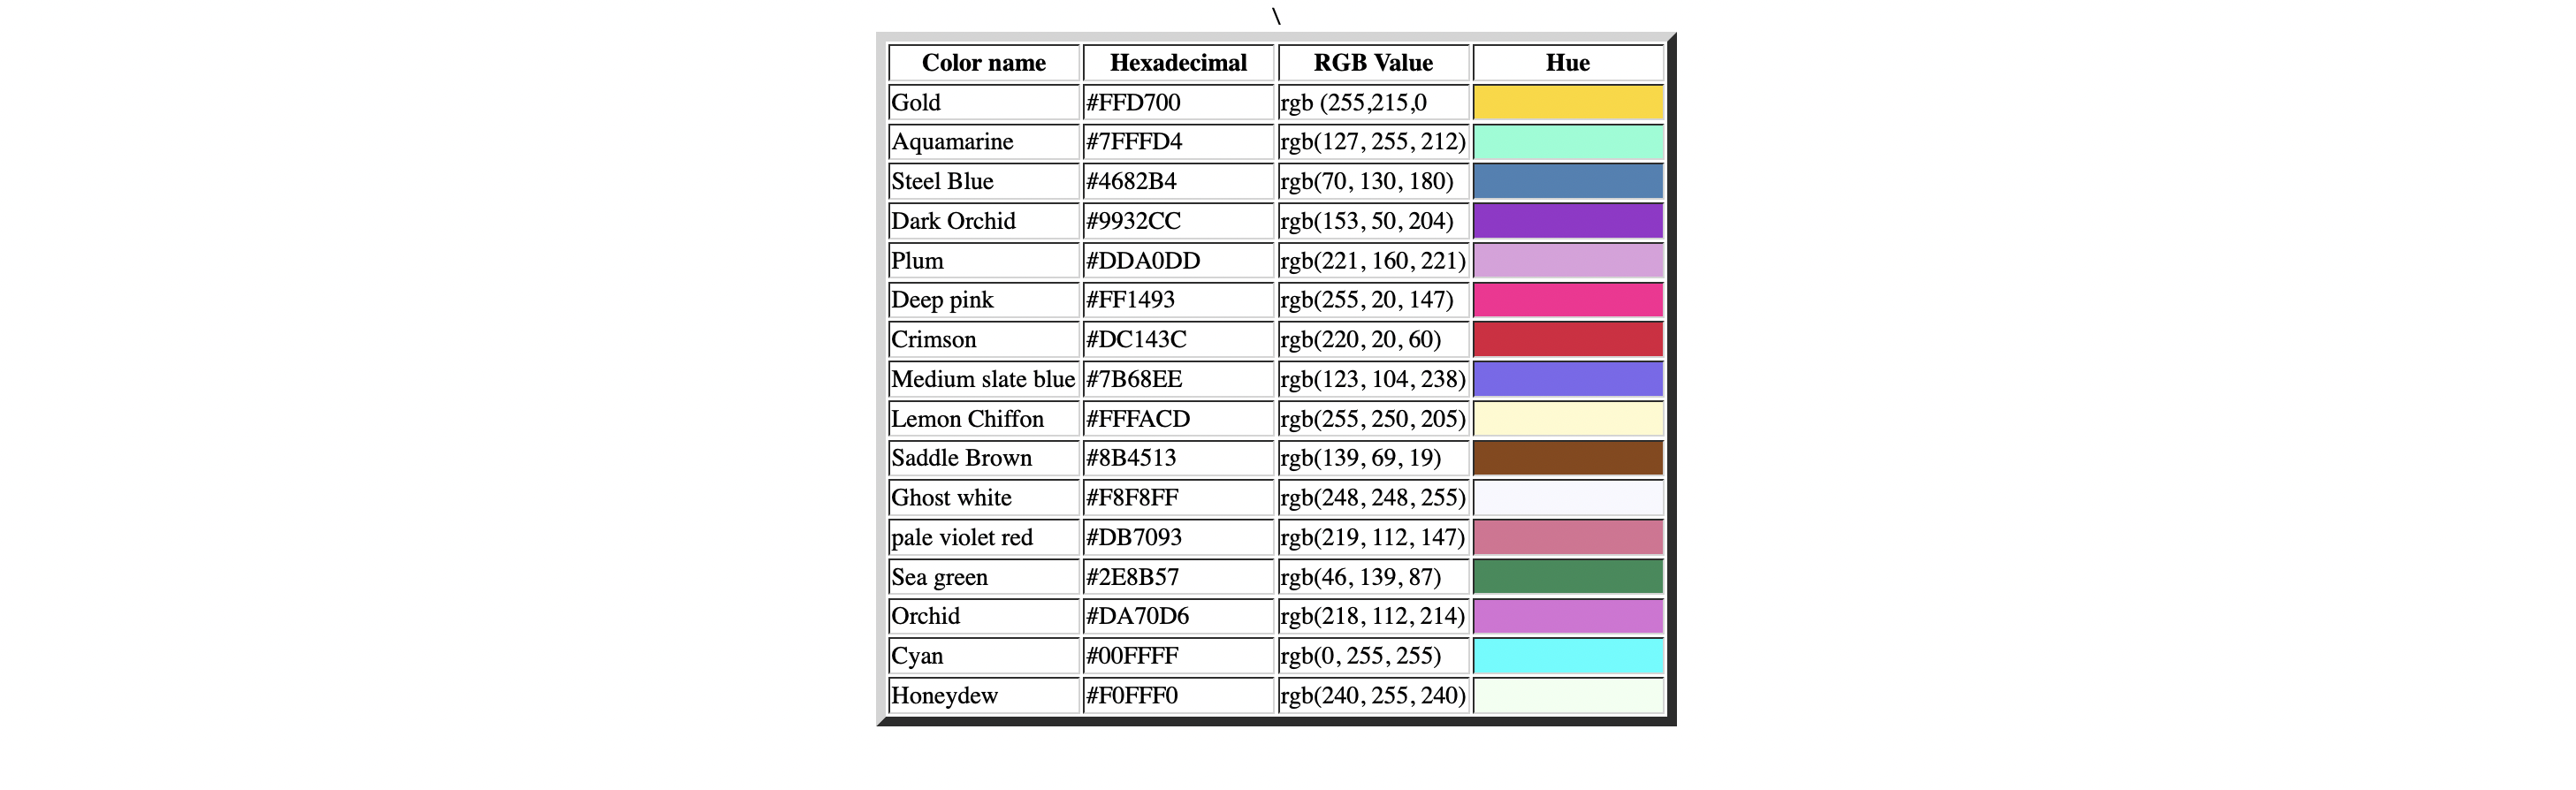 \
Color name Hexadecimal RGB Value Hue
Gold #FFD700 rgb (255,215,0
Aquamarine #7FFFD4 rgb(127, 255, 212)
Steel Blue #4682B4 rgb(70, 130, 180)
Dark Orchid #9932CC rgb(153, 50, 204)
Plum #DDA0DD rgb(221, 160, 221)
Deep pink #FF1493 rgb(255, 20, 147)
Crimson #DC143C rgb(220, 20, 60)
Medium slate blue #7B68EE rgb(123, 104, 238)
Lemon Chiffon #FFFACD rgb(255, 250, 205)
Saddle Brown #8B4513 rgb(139, 69, 19)
Ghost white #F8F8FF rgb(248, 248, 255)
pale violet red #DB7093 rgb(219, 112, 147)
Sea green #2E8B57 rgb(46, 139, 87)
Orchid #DA70D6 rgb(218, 112, 214)
Cyan #00FFFF rgb(0, 255, 255)
Honeydew #F0FFF0 rgb(240, 255, 240)